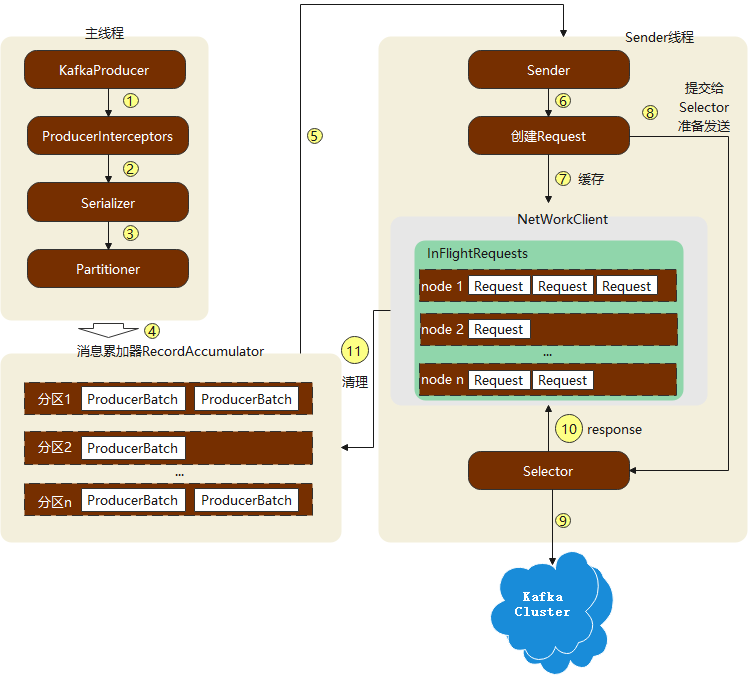 主线程
KafkaProducer
1
ProducerInterceptors
2
Serializer
3
Partitioner
4
消息累加器RecordAccumulator
分区1 ProducerBatch ProducerBatch
分区2 ProducerBatch
...
分区n ProducerBatch ProducerBatch
5
Sender线程
Sender
6
创建Request
7 缓存
8
提交给
Selector
准备发送
NetWorkClient
InFlightRequests
node 1 Request Request Request
node 2 Request
...
node n Request Request
11
清理
10 response
Selector
9
Kafka
Cluster